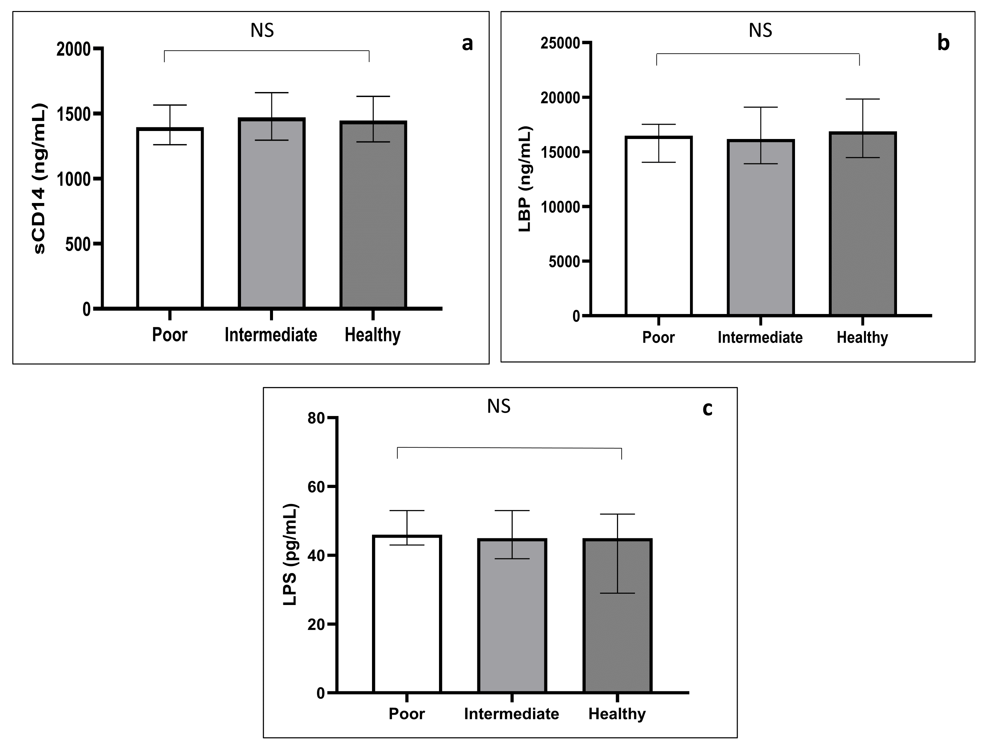 NS
a
2000
1500
1000
500
0
sCD14 (ng/mL)
Poor Intermediate Healthy
NS
b
25000
20000
15000
10000
5000
0
LBP (ng/mL)
Poor Intermediate Healthy
NS
c
80
60
40
20
0
LPS (pg/mL)
Poor Intermediate Healthy